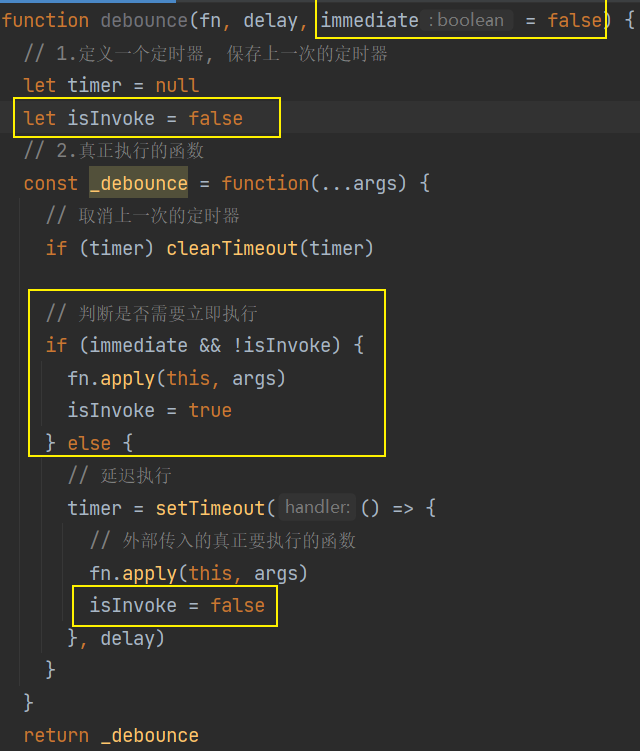 function debounce(fn, delay, immediate :boolean = false) {
// 1.定义一个定时器, 保存上一次的定时器
let timer = null
let isInvoke = false
// 2.真正执行的函数
const _debounce = function(...args) {
// 取消上一次的定时器
if (timer) clearTimeout(timer)
// 判断是否需要立即执行
if (immediate && !isInvoke) {
fn.apply(this, args)
isInvoke = true
} else {
// 延迟执行
timer = setTimeout( handler: () => {
// 外部传入的真正要执行的函数
fn.apply(this, args)
isInvoke = false
}, delay)
}
}
return _debounce